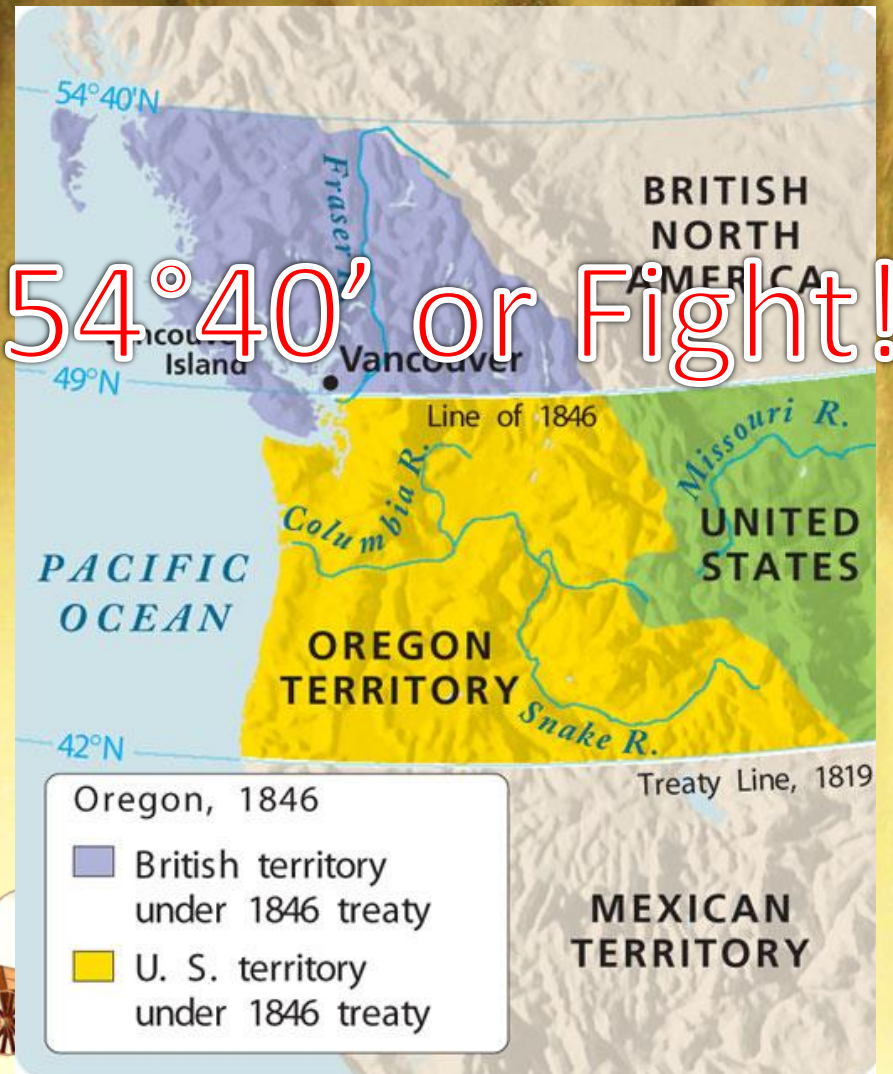 54°40'N
Fraser
BRITISH
NORTH
AMERICA
54°40’ or Fight!
Island
Vancouver
49°N
Line of 1846
Missouri R.
Columbia R.
UNITED
STATES
PACIFIC
OCEAN
OREGON
TERRITORY
Snake R.
42°N
Treaty Line, 1819
Oregon, 1846
British territory
under 1846 treaty
U. S. territory
under 1846 treaty
MEXICAN
TERRITORY